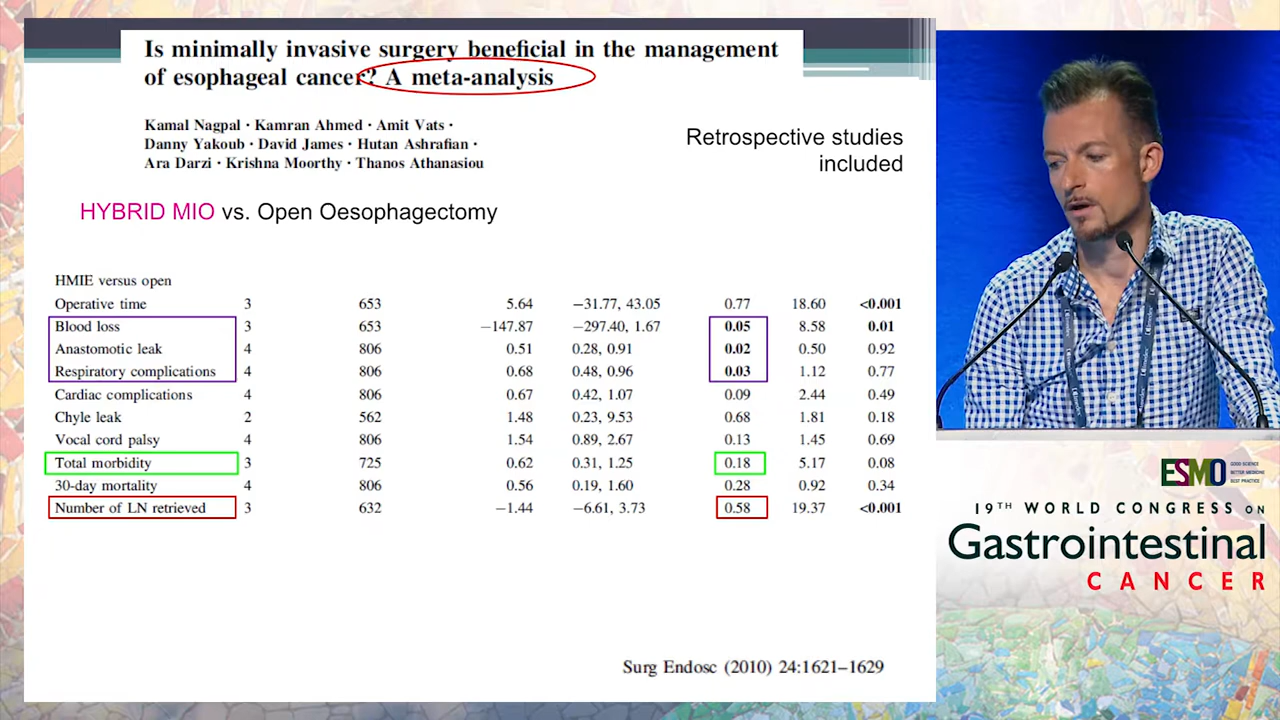 Is minimally invasive surgery beneficial in the management
of esophageal cancer? A meta-analysis
Kamal Nagpal · Kamran Ahmed · Amit Vats ·
Danny Yakoub · David James · Hutan Ashrafian ·
Ara Darzi · Krishna Moorthy · Thanos Athanasiou
Retrospective studies
included
HYBRID MIO vs. Open Oesophagectomy
HMIE versus open
Operative time 3 653 5.64 −31.77, 43.05 0.77 18.60 <0.001
Blood loss 3 653 −147.87 −297.40, 1.67 0.05 8.58 0.01
Anastomotic leak 4 806 0.51 0.28, 0.91 0.02 0.50 0.92
Respiratory complications 4 806 0.68 0.48, 0.96 0.03 1.12 0.77
Cardiac complications 4 806 0.67 0.42, 1.07 0.09 2.44 0.49
Chyle leak 2 562 1.48 0.23, 9.53 0.68 1.81 0.18
Vocal cord palsy 4 806 1.54 0.89, 2.67 0.13 1.45 0.69
Total morbidity 3 725 0.62 0.31, 1.25 0.18 5.17 0.08
30-day mortality 4 806 0.56 0.19, 1.60 0.28 0.92 0.34
Number of LN retrieved 3 632 −1.44 −6.61, 3.73 0.58 19.37 <0.001
Surg Endosc (2010) 24:1621–1629
ESMO
GOOD SCIENCE
BETTER MEDICINE
BEST PRACTICE
19TH WORLD CONGRESS ON
Gastrointestinal
CANCER